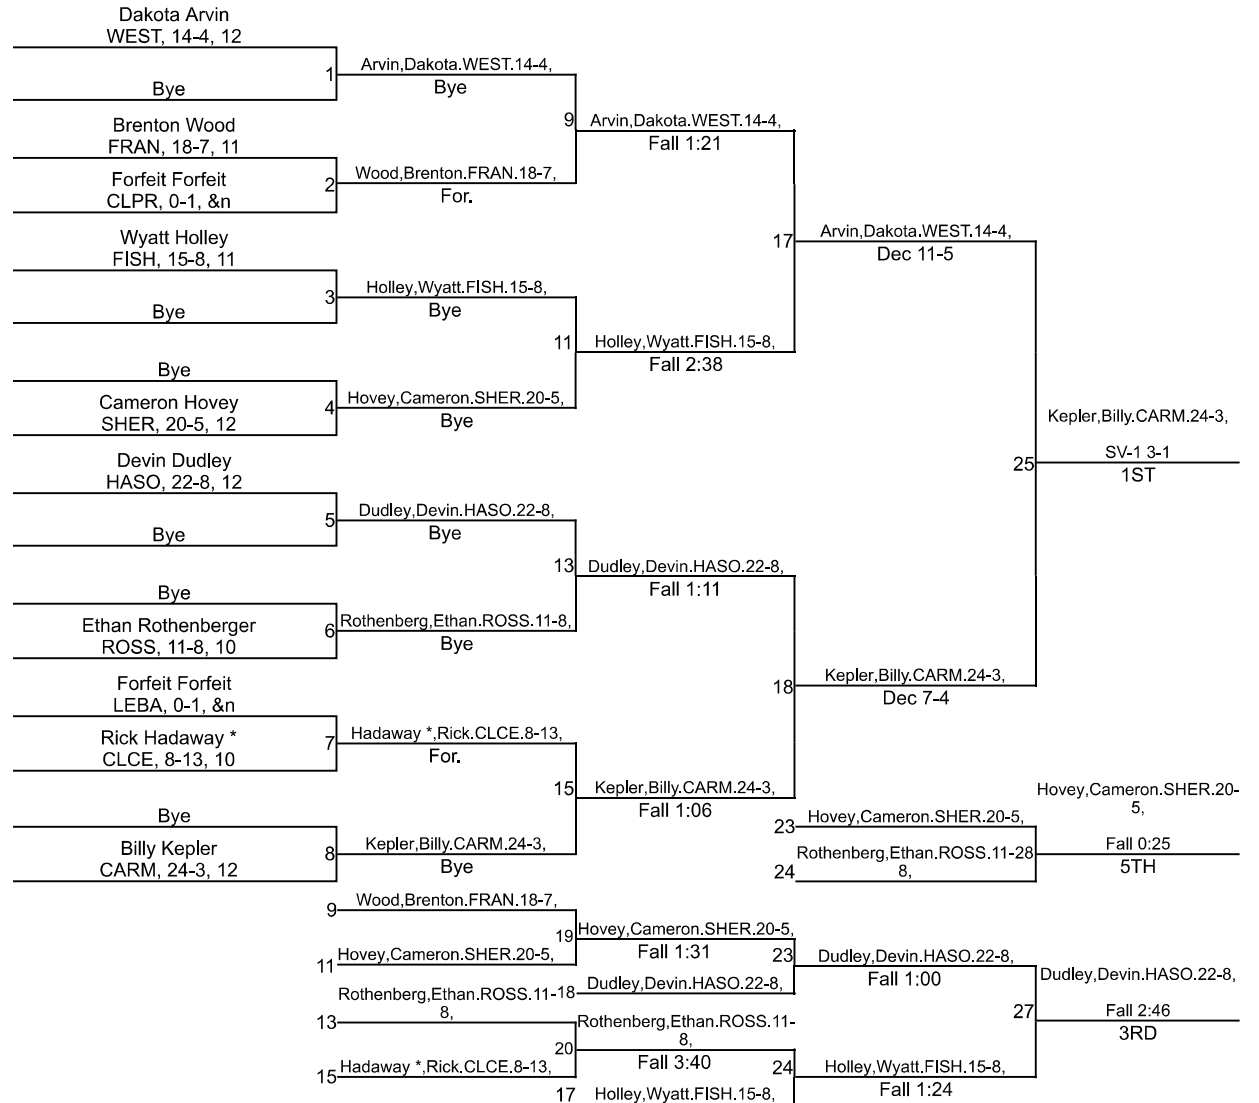 Dakota Arvin
WEST, 14-4, 12
1
Arvin,Dakota.WEST.14-4,
Bye
Bye
Brenton Wood
FRAN, 18-7, 11
9
Arvin,Dakota.WEST.14-4,
Fall 1:21
Forfeit Forfeit
CLPR, 0-1, &n
2
Wood,Brenton.FRAN.18-7,
For.
Wyatt Holley
FISH, 15-8, 11
17
Arvin,Dakota.WEST.14-4,
Dec 11-5
3
Holley,Wyatt.FISH.15-8,
Bye
Bye
11
Holley,Wyatt.FISH.15-8,
Fall 2:38
Bye
Cameron Hovey
SHER, 20-5, 12
4
Hovey,Cameron.SHER.20-5,
Bye
Kepler,Billy.CARM.24-3,
25
SV-1 3-1
1ST
Devin Dudley
HASO, 22-8, 12
5
Dudley,Devin.HASO.22-8,
Bye
Bye
13
Dudley,Devin.HASO.22-8,
Fall 1:11
Bye
Ethan Rothenberger
ROSS, 11-8, 10
6
Rothenberg,Ethan.ROSS.11-8,
Bye
Forfeit Forfeit
LEBA, 0-1, &n
18
Kepler,Billy.CARM.24-3,
Dec 7-4
Rick Hadaway *
CLCE, 8-13, 10
7
Hadaway *,Rick.CLCE.8-13,
For.
15
Kepler,Billy.CARM.24-3,
Fall 1:06
Bye
Billy Kepler
CARM, 24-3, 12
8
Kepler,Billy.CARM.24-3,
Bye
23
Hovey,Cameron.SHER.20-5,
Hovey,Cameron.SHER.20-
5,
24
Rothenberg,Ethan.ROSS.11-28
8,
Fall 0:25
5TH
9
Wood,Brenton.FRAN.18-7,
19
Hovey,Cameron.SHER.20-5,
Fall 1:31
11
Hovey,Cameron.SHER.20-5,
23
Dudley,Devin.HASO.22-8,
Fall 1:00
18
Dudley,Devin.HASO.22-8,
Rothenberg,Ethan.ROSS.11-
8,
13
27
Dudley,Devin.HASO.22-8,
Fall 2:46
3RD
20
Rothenberg,Ethan.ROSS.11-
8,
Fall 3:40
15
Hadaway *,Rick.CLCE.8-13,
24
Holley,Wyatt.FISH.15-8,
Fall 1:24
17
Holley,Wyatt.FISH.15-8,